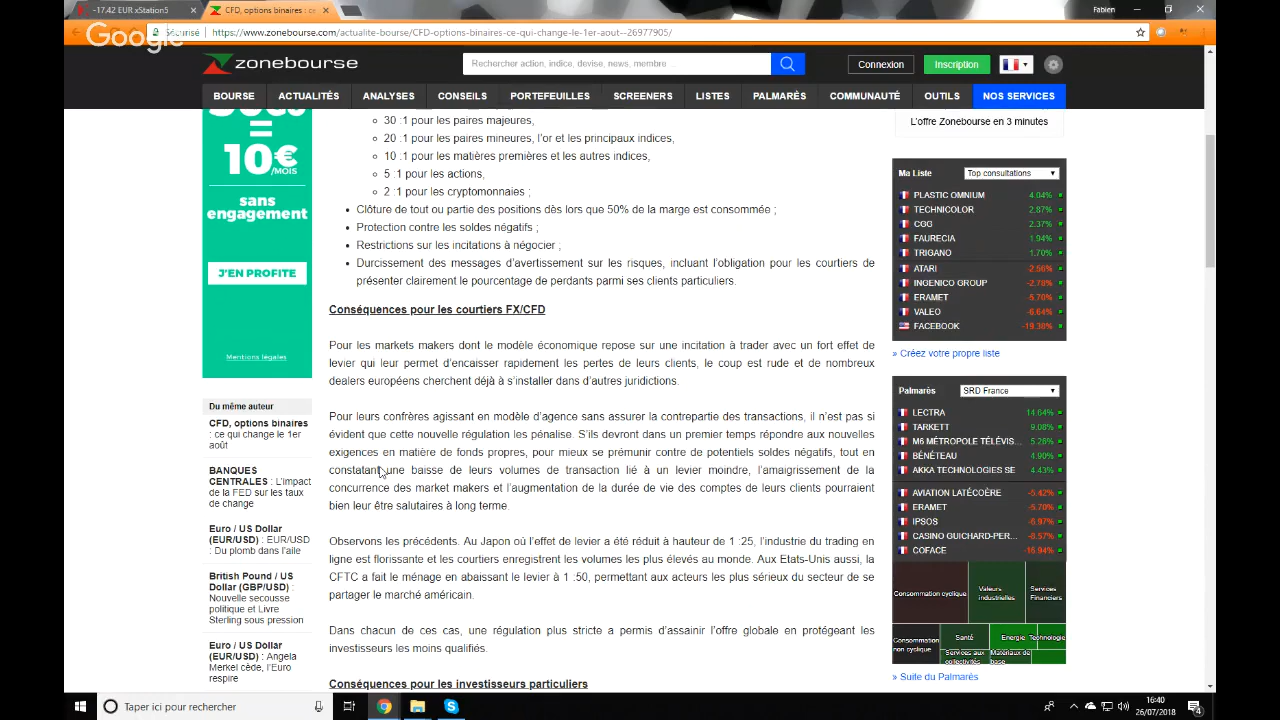 -17.42 EUR xStation5
CFD, options binaires : ce
Fabien
Google
Sécurisé
https://www.zonebourse.com/actualite-bourse/CFD-options-binaires-ce-qui-change-le-1er-aout--26977905/
zonebourse
Rechercher action, indice, devise, news, membre ...
Connexion
Inscription
BOURSE
ACTUALITÉS
ANALYSES
CONSEILS
PORTEFEUILLES
SCREENERS
LISTES
PALMARÈS
COMMUNAUTÉ
OUTILS
NOS SERVICES
=
10€
/MOIS
sans
engagement
J'EN PROFITE
Mentions légales
Du même auteur
CFD, options binaires
: ce qui change le 1er
août
BANQUES
CENTRALES : L'impact
de la FED sur les taux
de change
Euro / US Dollar
(EUR/USD) : EUR/USD
: Du plomb dans l'aile
British Pound / US
Dollar (GBP/USD) :
Nouvelle secousse
politique et Livre
Sterling sous pression
Euro / US Dollar
(EUR/USD) : Angela
Merkel cède, l'Euro
respire
30 :1 pour les paires majeures,
20 :1 pour les paires mineures, l'or et les principaux indices,
10 :1 pour les matières premières et les autres indices,
5 :1 pour les actions,
2 :1 pour les cryptomonnaies ;
Clôture de tout ou partie des positions dès lors que 50% de la marge est consommée ;
Protection contre les soldes négatifs ;
Restrictions sur les incitations à négocier ;
Durcissement des messages d'avertissement sur les risques, incluant l'obligation pour les courtiers de
présenter clairement le pourcentage de perdants parmi ses clients particuliers.
Conséquences pour les courtiers FX/CFD
Pour les markets makers dont le modèle économique repose sur une incitation à trader avec un fort effet de
levier qui leur permet d'encaisser rapidement les pertes de leurs clients, le coup est rude et de nombreux
dealers européens cherchent déjà à s'installer dans d'autres juridictions.
Pour leurs confrères agissant en modèle d'agence sans assurer la contrepartie des transactions, il n'est pas si
évident que cette nouvelle régulation les pénalise. S'ils devront dans un premier temps répondre aux nouvelles
exigences en matière de fonds propres, pour mieux se prémunir contre de potentiels soldes négatifs, tout en
constatant une baisse de leurs volumes de transaction lié à un levier moindre, l'amaigrissement de la
concurrence des market makers et l'augmentation de la durée de vie des comptes de leurs clients pourraient
bien leur être salutaires à long terme.
Observons les précédents. Au Japon où l'effet de levier a été réduit à hauteur de 1 :25, l'industrie du trading en
ligne est florissante et les courtiers enregistrent les volumes les plus élevés au monde. Aux Etats-Unis aussi, la
CFTC a fait le ménage en abaissant le levier à 1 :50, permettant aux acteurs les plus sérieux du secteur de se
partager le marché américain.
Dans chacun de ces cas, une régulation plus stricte a permis d'assainir l'offre globale en protégeant les
investisseurs les moins qualifiés.
Conséquences pour les investisseurs particuliers
L'offre Zonebourse en 3 minutes
Ma Liste Top consultations
PLASTIC OMNIUM 4.04%
TECHNICOLOR 2.87%
CGG 2.37%
FAURECIA 1.94%
TRIGANO 1.70%
ATARI -2.50%
INGENICO GROUP -2.78%
ERAMET -5.70%
VALEO -6.64%
FACEBOOK -19.30%
» Créez votre propre liste
Palmarès SRD France
LECTRA 14.64%
TARKETT 9.08%
M6 MÉTROPOLE TÉLÉVIS... 5.28%
BÉNÉTEAU 4.90%
AKKA TECHNOLOGIES SE 4.43%
AVIATION LATÉCOÈRE -5.42%
ERAMET -5.70%
IPSOS -6.97%
CASINO GUICHARD-PER... -8.57%
COFACE -16.94%
Consommation cyclique
Valeurs
industrielles
Services
Financiers
Consommation
non cyclique
Santé
Energie
Technologie
Services aux
collectivités
Matériaux de
base
» Suite du Palmarès
Taper ici pour rechercher
16:40
26/07/2018
4